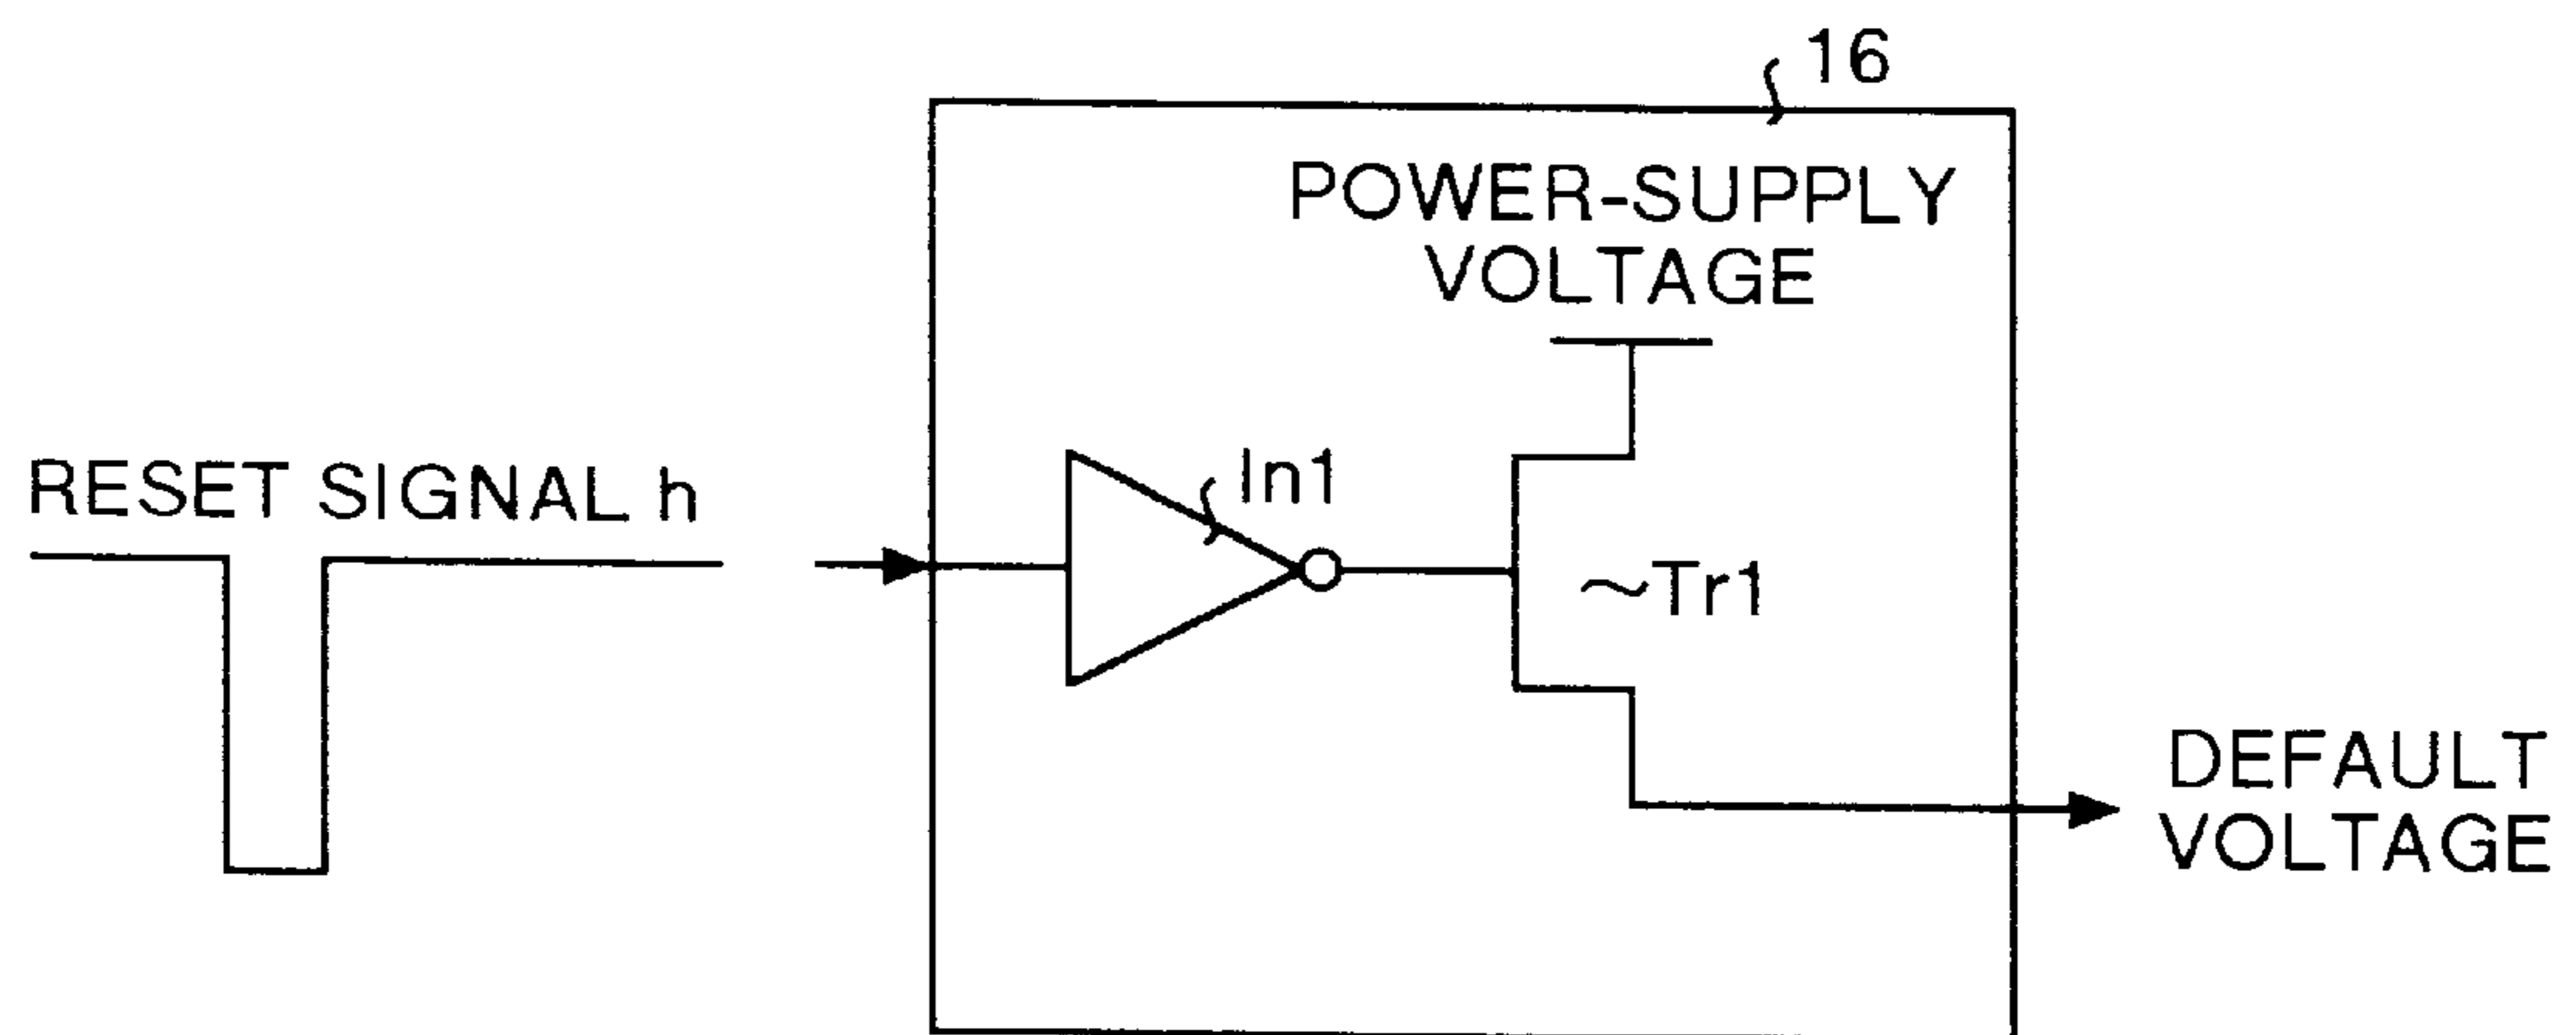 16
POWER-SUPPLY
VOLTAGE
RESET SIGNAL h
In1
Tr1
DEFAULT
VOLTAGE